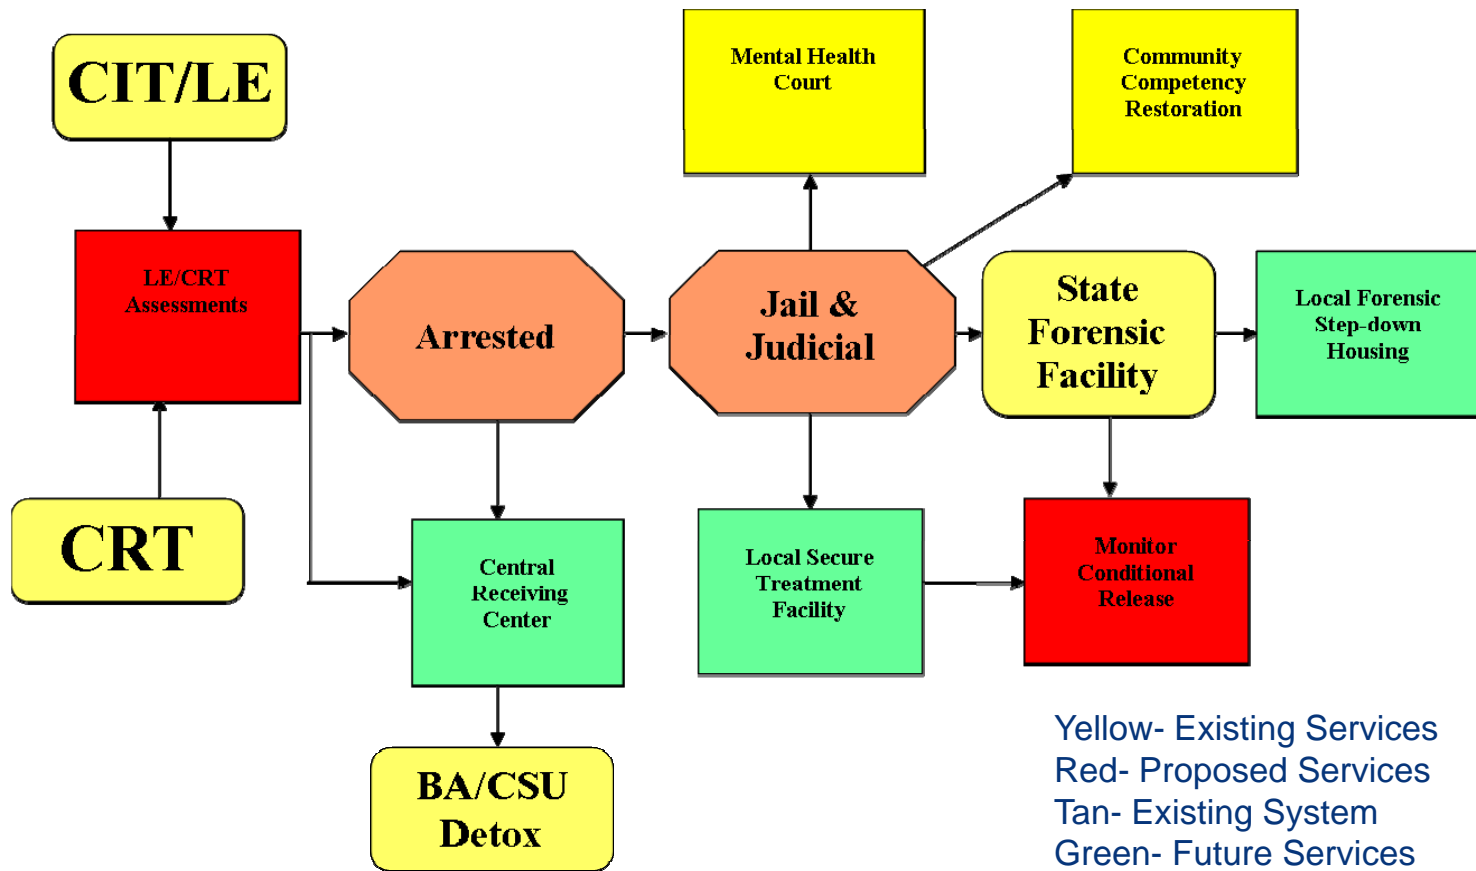 CIT/LE
Mental Health
Court
Community
Competency
Restoration
LE/CRT
Assessments
Arrested
Jail &
Judicial
State
Forensic
Facility
Local Forensic
Step-down
Housing
CRT
Central
Receiving
Center
Local Secure
Treatment
Facility
Monitor
Conditional
Release
BA/CSU
Detox
Yellow- Existing Services
Red- Proposed Services
Tan- Existing System
Green- Future Services